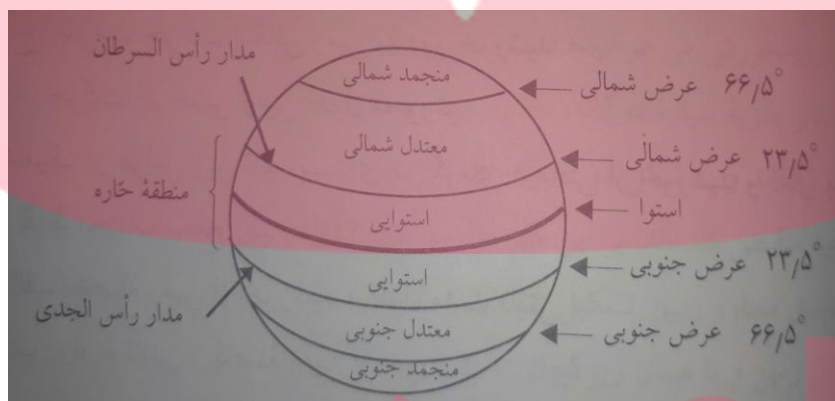 مدار رأس السرطان
منجمد شمالی
۶۶٫۵° عرض شمالی
معتدل شمالی
۲۳٫۵° عرض شمالی
منطقهٔ حّاره
استوایی
استوا
استوایی
۲۳٫۵° عرض جنوبی
مدار رأس الجدی
معتدل جنوبی
۶۶٫۵° عرض جنوبی
منجمد جنوبی